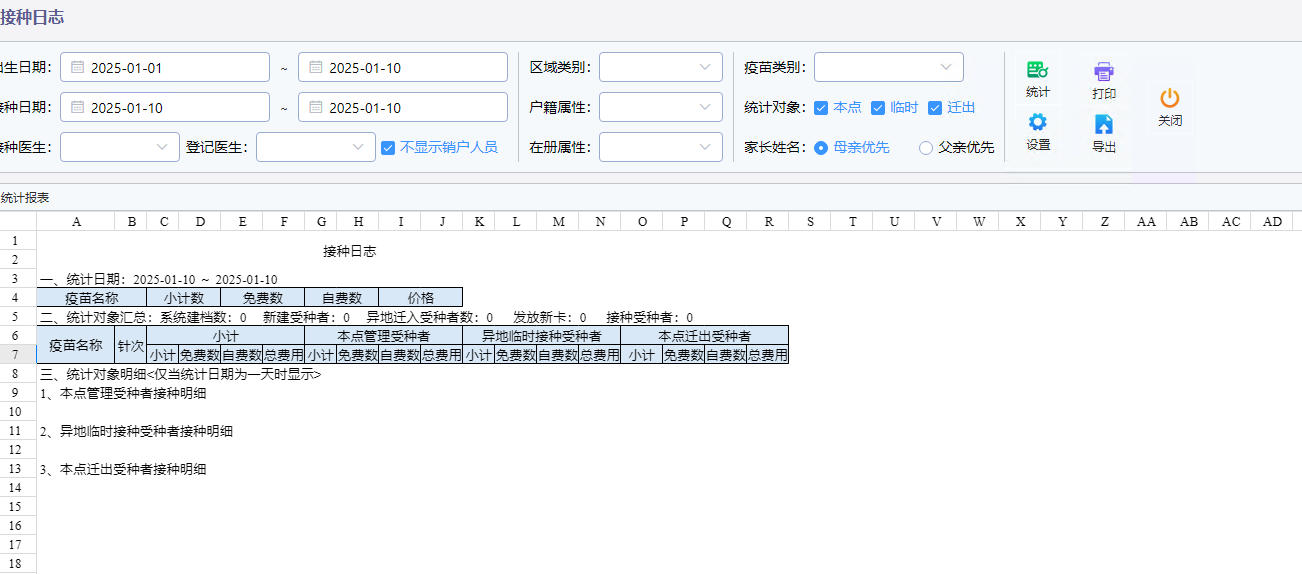 接种日志
出生日期： 2025-01-01 ~ 2025-01-10 区域类别： 疫苗类别： 统计 打印
接种日期： 2025-01-10 ~ 2025-01-10 户籍属性： 统计对象： 本点 临时 迁出 关闭
接种医生： 登记医生： 不显示销户人员 在册属性： 家长姓名： 母亲优先 父亲优先 设置 导出
统计报表
A B C D E F G H I J K L M N O P Q R S T U V W X Y Z AA AB AC AD
1
2 接种日志
3 一、统计日期：2025-01-10 ~ 2025-01-10
4 疫苗名称 小计数 免费数 自费数 价格
5 二、统计对象汇总：系统建档数：0 新建受种者：0 异地迁入受种者数：0 发放新卡：0 接种受种者：0
6 疫苗名称 针次 小计 本点管理受种者 异地临时接种受种者 本点迁出受种者
7 小计 免费数 自费数 总费用 小计 免费数 自费数 总费用 小计 免费数 自费数 总费用 小计 免费数 自费数 总费用
8 三、统计对象明细<仅当统计日期为一天时显示>
9 1、本点管理受种者接种明细
10
11 2、异地临时接种受种者接种明细
12
13 3、本点迁出受种者接种明细
14
15
16
17
18